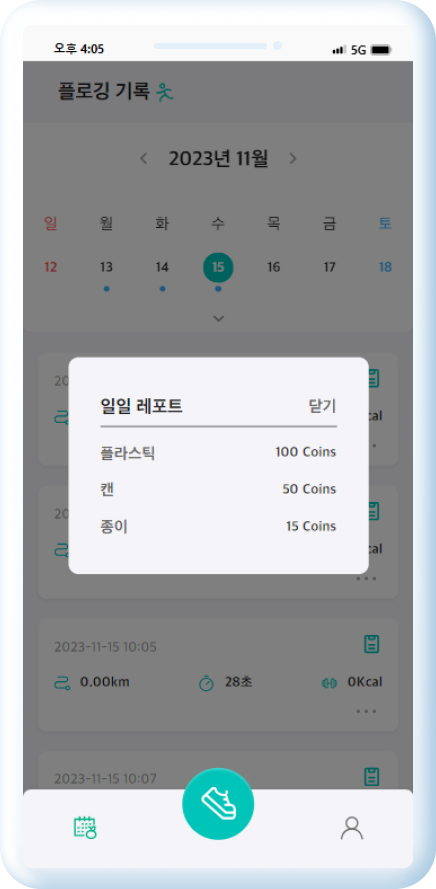 오후 4:05
5G
플로깅 기록
< 2023년 11월 >
일 월 화 수 목 금 토
12 13 14 15 16 17 18
20
cal
일일 레포트 닫기
플라스틱 100 Coins
캔 50 Coins
종이 15 Coins
20
cal
2023-11-15 10:05
0.00km 28초 0Kcal
2023-11-15 10:07